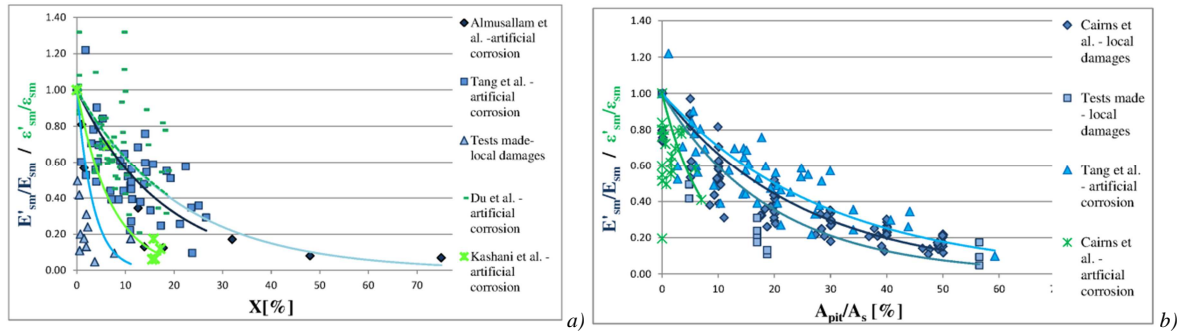 E'sm/Esm / ε'sm/εsm
1.40
1.20
1.00
0.80
0.60
0.40
0.20
0.00
0 10 20 30 40 50 60 70 80
X[%]
Almusallam et
al. -artificial
corrosion
Tang et al. -
artificial
corrosion
Tests made-
local damages
Du et al -
artificial
corrosion
Kashani et al. -
artificial
corrosion
a)
E'sm/Esm / ε'sm/εsm
1.40
1.20
1.00
0.80
0.60
0.40
0.20
0.00
0 10 20 30 40 50 60
Apit/As [%]
Cairns et
al. - local
damages
Tests made
- local
damages
Tang et al. -
artificial
corrosion
Cairns et
al. -
artficial
corrosion
b)